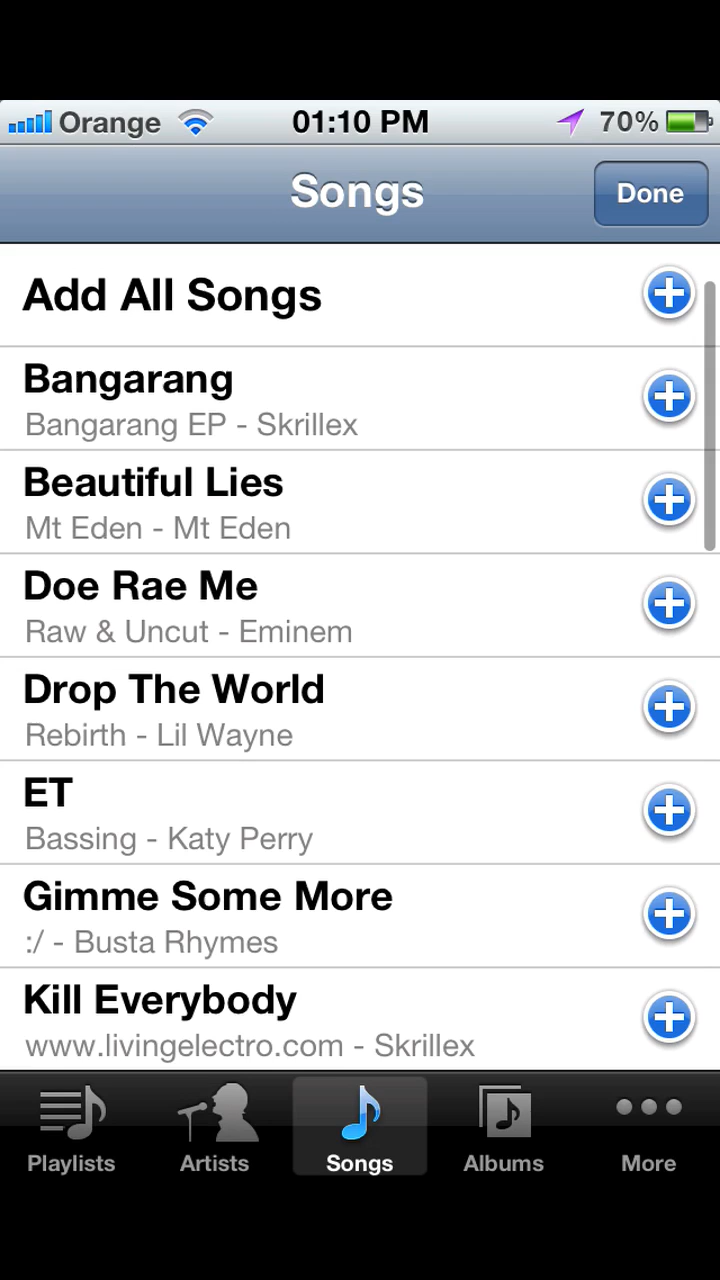 Orange 01:10 PM 70%
Songs Done
Add All Songs
Bangarang
Bangarang EP - Skrillex
Beautiful Lies
Mt Eden - Mt Eden
Doe Rae Me
Raw & Uncut - Eminem
Drop The World
Rebirth - Lil Wayne
ET
Bassing - Katy Perry
Gimme Some More
:/ - Busta Rhymes
Kill Everybody
www.livingelectro.com - Skrillex
Playlists Artists Songs Albums More